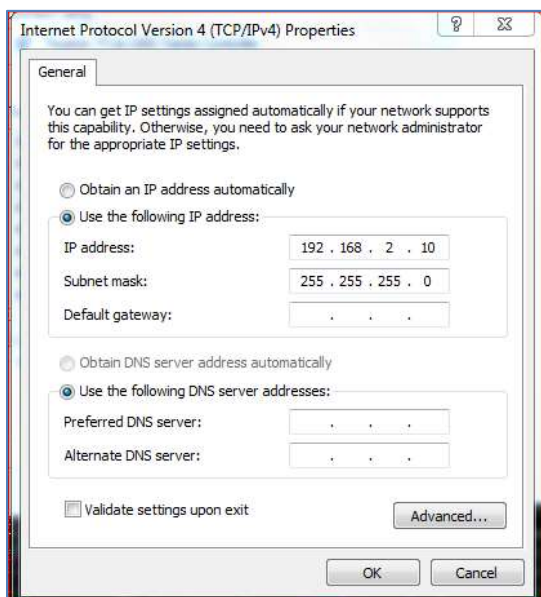 Internet Protocol Version 4 (TCP/IPv4) Properties
General
You can get IP settings assigned automatically if your network supports
this capability. Otherwise, you need to ask your network administrator
for the appropriate IP settings.
Obtain an IP address automatically
Use the following IP address:
IP address: 192 . 168 . 2 . 10
Subnet mask: 255 . 255 . 255 . 0
Default gateway: . . .
Obtain DNS server address automatically
Use the following DNS server addresses:
Preferred DNS server: . . .
Alternate DNS server: . . .
Validate settings upon exit
Advanced...
OK Cancel